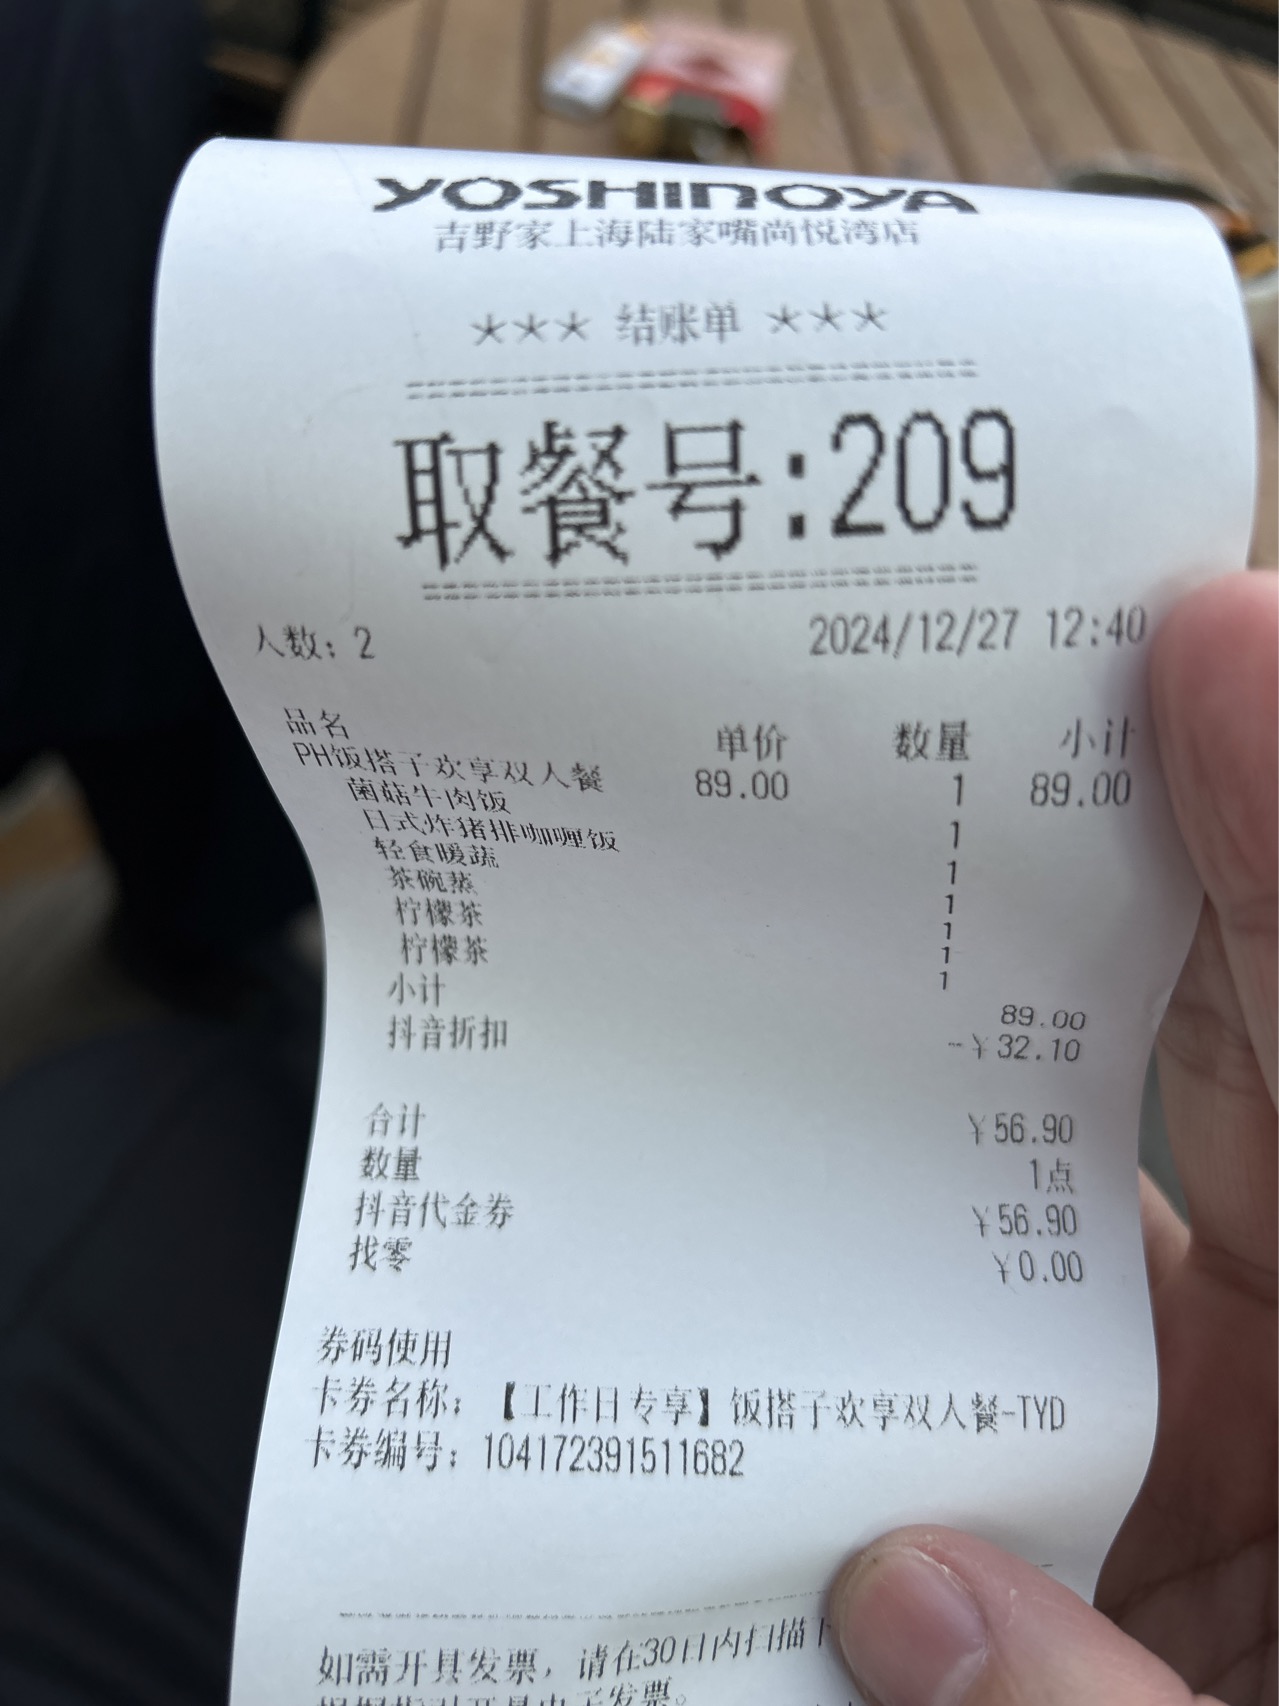 YOSHINOYA
吉野家上海陆家嘴尚悦湾店
*** 结账单 ***
取餐号:209
人数: 2 2024/12/27 12:40
品名 单价 数量 小计
PH饭搭子欢享双人餐 89.00 1 89.00
菌菇牛肉饭 1
日式炸猪排咖喱饭 1
轻食暖蔬 1
茶碗蒸 1
柠檬茶 1
柠檬茶 1
小计 89.00
抖音折扣 -¥32.10
合计 ¥56.90
数量 1点
抖音代金券 ¥56.90
找零 ¥0.00
券码使用
卡券名称: 【工作日专享】饭搭子欢享双人餐-TYD
卡券编号: 104172391511682
如需开具发票, 请在30日内扫描下
开具电子发票。